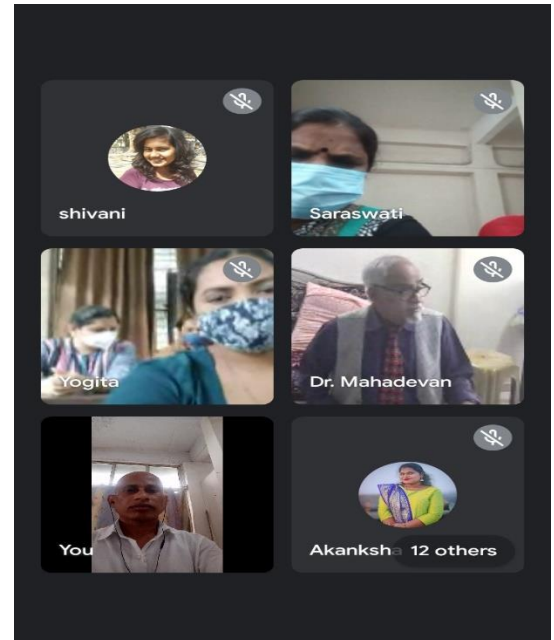 shivani
Saraswati
Yogita
Dr. Mahadevan
You
Akanksha
12 others